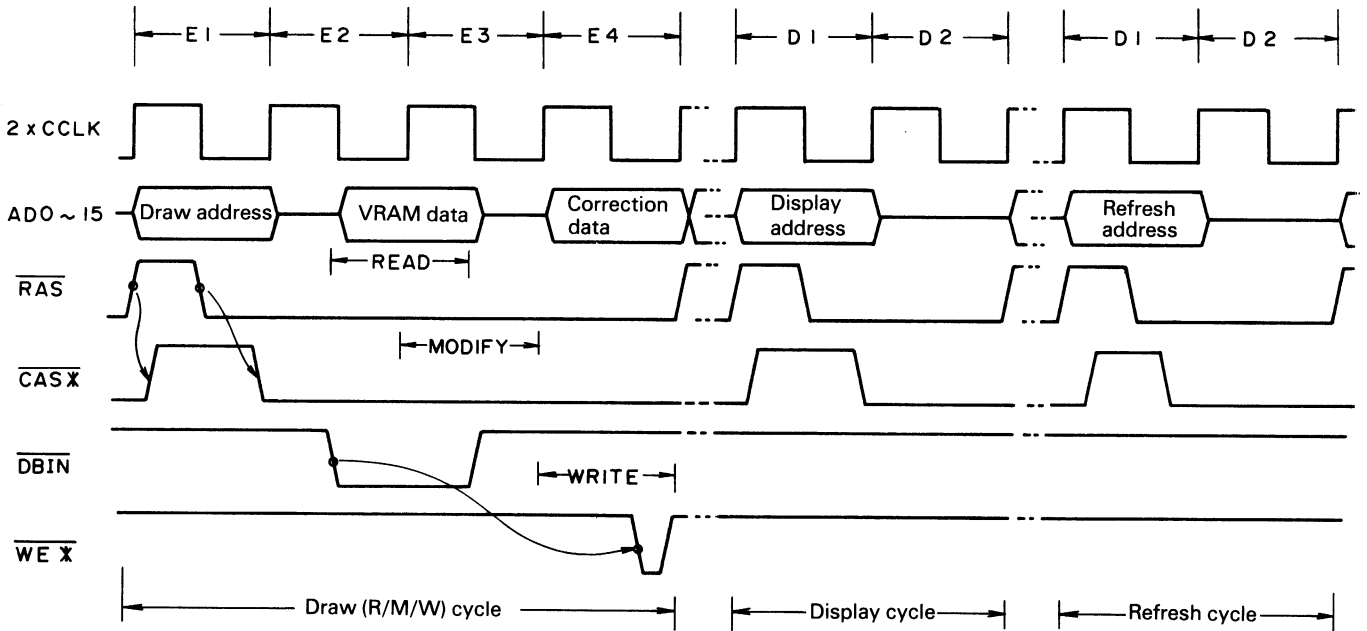 E1 E2 E3 E4 D1 D2 D1 D2
2 x CCLK
ADO ~ 15
Draw address
VRAM data
Correction
data
Display
address
Refresh
address
READ
RAS
MODIFY
CAS※
DBIN
WRITE
WE※
Draw (R/M/W) cycle
Display cycle
Refresh cycle